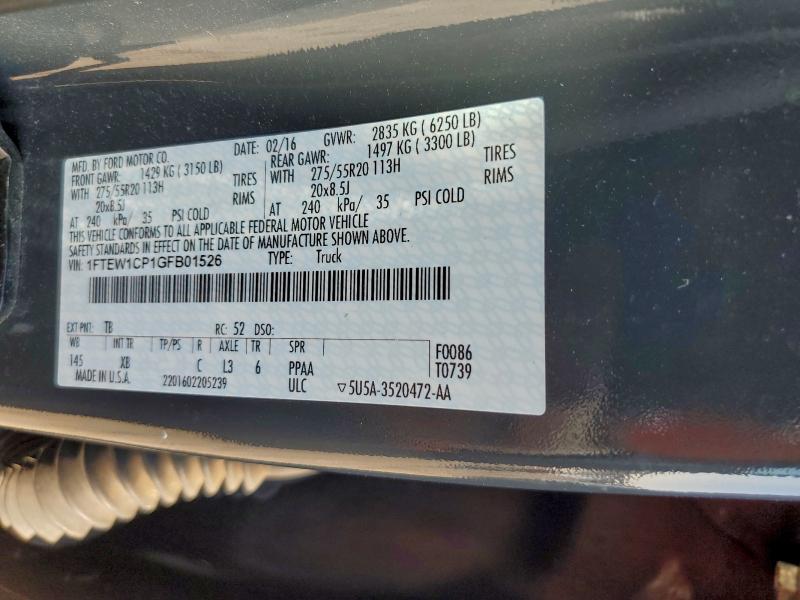 MFD. BY FORD MOTOR CO. DATE: 02/16 GVWR: 2835 KG ( 6250 LB)
FRONT GAWR: 1429 KG ( 3150 LB) REAR GAWR: 1497 KG ( 3300 LB)
WITH 275/55R20 113H TIRES WITH 275/55R20 113H TIRES
20x8.5J RIMS 20x8.5J RIMS
AT 240 kPa/ 35 PSI COLD AT 240 kPa/ 35 PSI COLD
THIS VEHICLE CONFORMS TO ALL APPLICABLE FEDERAL MOTOR VEHICLE
SAFETY STANDARDS IN EFFECT ON THE DATE OF MANUFACTURE SHOWN ABOVE.
VIN: 1FTEW1CP1GFB01526 TYPE: Truck
EXT PNT: TB RC: 52 DSO:
WB INT TR TP/PS R AXLE TR SPR F0086
145 XB C L3 6 PPAA T0739
MADE IN U.S.A. 2201602205239 ULC ▽5U5A-3520472-AA